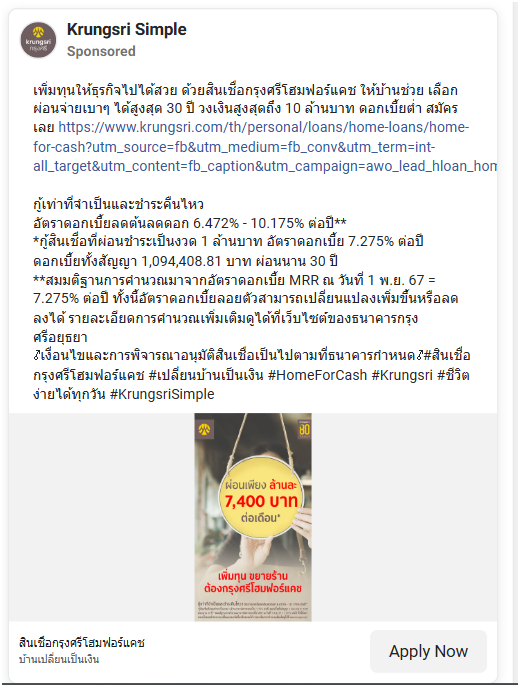 krungsri
กรุงศรี
Krungsri Simple
Sponsored
เพิ่มทุนให้ธุรกิจไปได้สวย ด้วยสินเชื่อกรุงศรีโฮมฟอร์แคช ให้บ้านช่วย เลือก
ผ่อนจ่ายเบาๆ ได้สูงสุด 30 ปี วงเงินสูงสุดถึง 10 ล้านบาท ดอกเบี้ยต่ำ สมัคร
เลย https://www.krungsri.com/th/personal/loans/home-loans/home-
for-cash?utm_source=fb&utm_medium=fb_conv&utm_term=int-
all_target&utm_content=fb_caption&utm_campaign=awo_lead_hloan_hom
กู้เท่าที่จำเป็นและชำระคืนไหว
อัตราดอกเบี้ยลดต้นลดดอก 6.472% - 10.175% ต่อปี**
*กู้สินเชื่อที่ผ่อนชำระเป็นงวด 1 ล้านบาท อัตราดอกเบี้ย 7.275% ต่อปี
ดอกเบี้ยทั้งสัญญา 1,094,408.81 บาท ผ่อนนาน 30 ปี
**สมมติฐานการคำนวณมาจากอัตราดอกเบี้ย MRR ณ วันที่ 1 พ.ย. 67 =
7.275% ต่อปี ทั้งนี้อัตราดอกเบี้ยลอยตัวสามารถเปลี่ยนแปลงเพิ่มขึ้นหรือลด
ลงได้ รายละเอียดการคำนวณเพิ่มเติมดูได้ที่เว็บไซต์ของธนาคารกรุง
ศรีอยุธยา
เงื่อนไขและการพิจารณาอนุมัติสินเชื่อเป็นไปตามที่ธนาคารกำหนด #สินเชื่อ
กรุงศรีโฮมฟอร์แคช #เปลี่ยนบ้านเป็นเงิน #HomeForCash #Krungsri #ชีวิต
ง่ายได้ทุกวัน #KrungsriSimple
80
ผ่อนเพียง ล้านละ
7,400 บาท
ต่อเดือน*
เพิ่มทุน ขยายร้าน
ต้องกรุงศรีโฮมฟอร์แคช
สินเชื่อกรุงศรีโฮมฟอร์แคช
บ้านเปลี่ยนเป็นเงิน
Apply Now